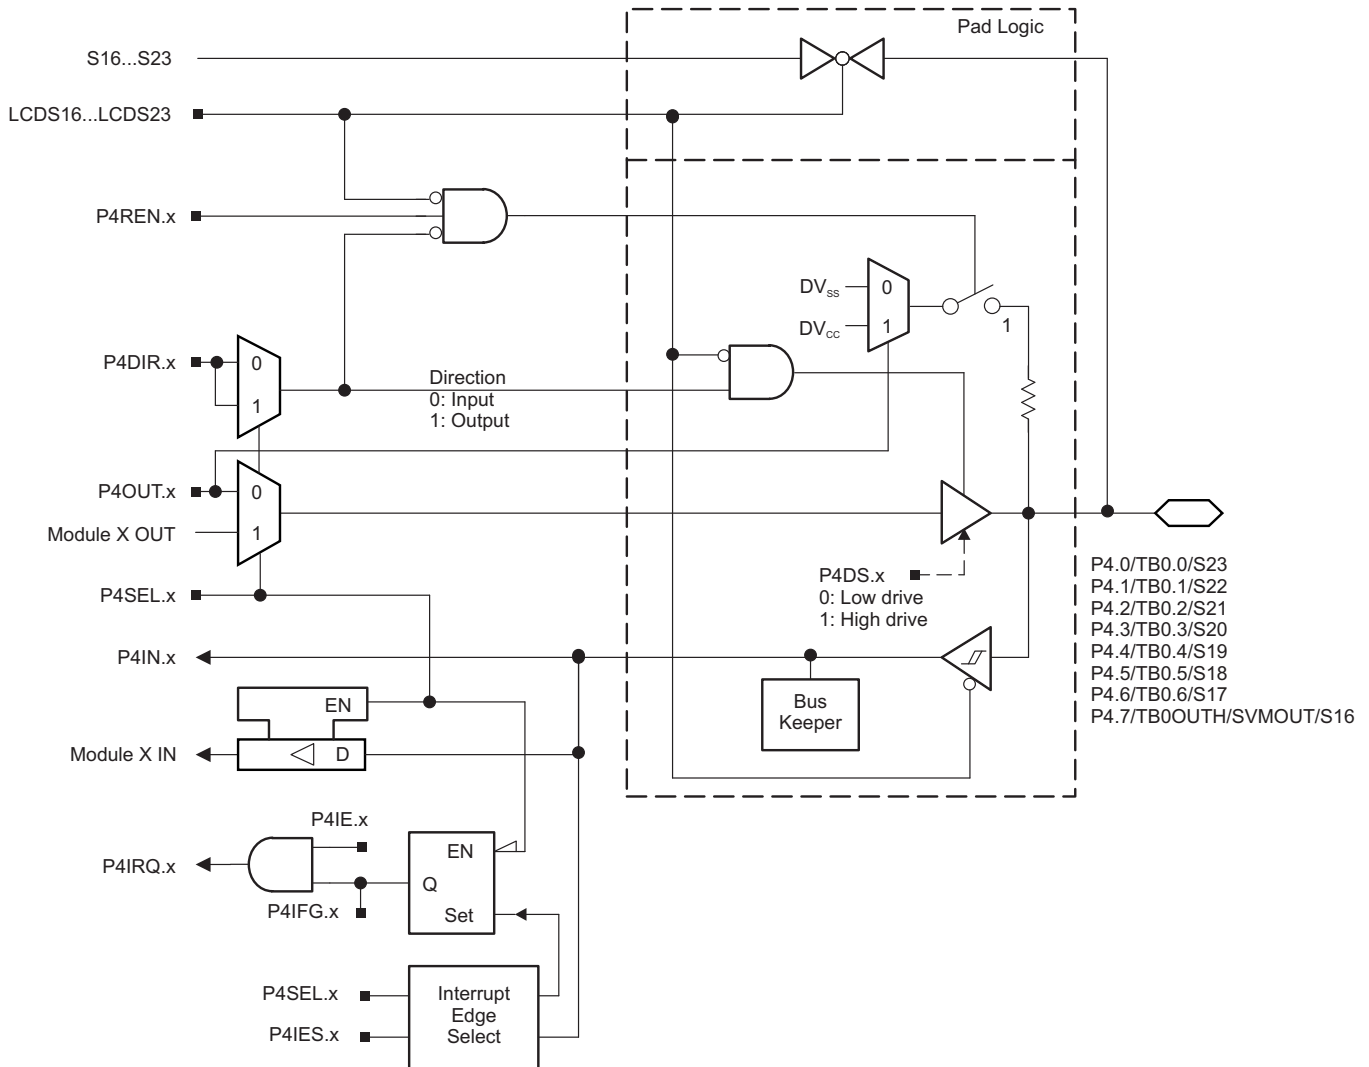 Pad Logic
S16...S23
LCDS16...LCDS23
P4REN.x
DVSS
0
DVCC
1
1
P4DIR.x
0
1
Direction
0: Input
1: Output
P4OUT.x
0
Module X OUT
1
P4DS.x
0: Low drive
1: High drive
P4SEL.x
P4.0/TB0.0/S23
P4.1/TB0.1/S22
P4.2/TB0.2/S21
P4.3/TB0.3/S20
P4.4/TB0.4/S19
P4.5/TB0.5/S18
P4.6/TB0.6/S17
P4.7/TB0OUTH/SVMOUT/S16
P4IN.x
Bus
Keeper
EN
Module X IN
D
P4IE.x
EN
P4IRQ.x
Q
P4IFG.x
Set
P4SEL.x
P4IES.x
Interrupt
Edge
Select